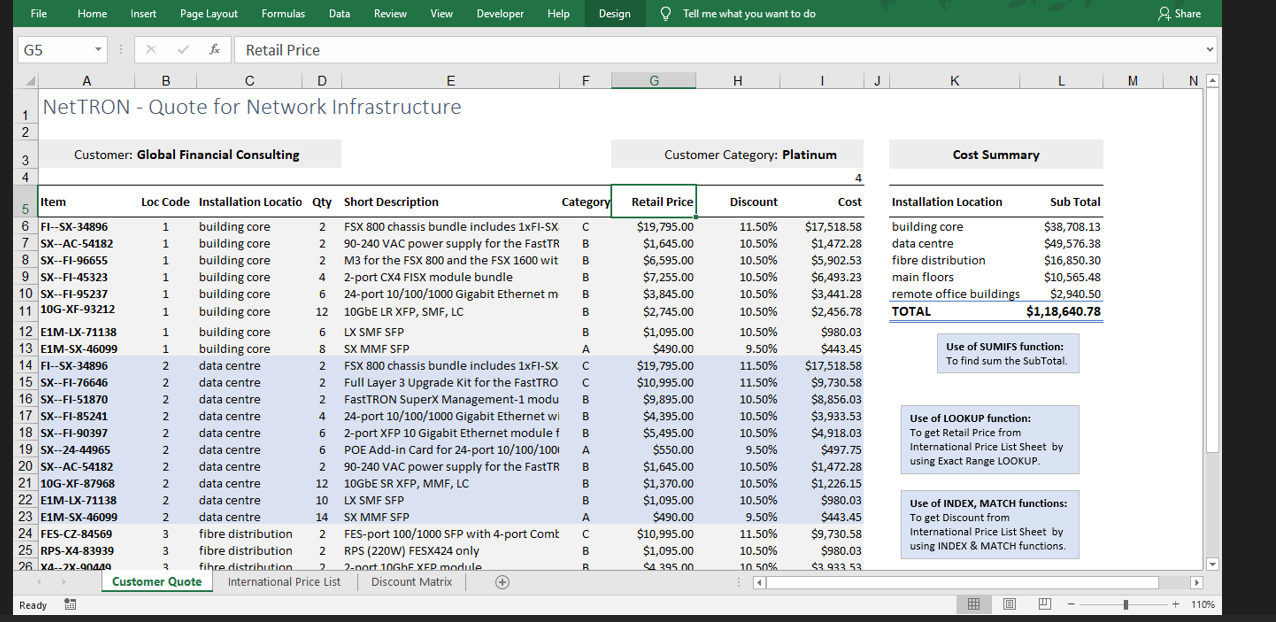 File Home Insert Page Layout Formulas Data Review View Developer Help Design Tell me what you want to do Share
G5 fx Retail Price
A B C D E F G H I J K L M N
1 NetTRON - Quote for Network Infrastructure
2
3 Customer: Global Financial Consulting Customer Category: Platinum Cost Summary
4 4
5 Item Loc Code Installation Locatio Qty Short Description Category Retail Price Discount Cost Installation Location Sub Total
6 FI--SX-34896 1 building core 2 FSX 800 chassis bundle includes 1xFI-SX C $19,795.00 11.50% $17,518.58 building core $38,708.13
7 SX--AC-54182 1 building core 2 90-240 VAC power supply for the FastTR B $1,645.00 10.50% $1,472.28 data centre $49,576.38
8 SX--FI-96655 1 building core 2 M3 for the FSX 800 and the FSX 1600 wit B $6,595.00 10.50% $5,902.53 fibre distribution $16,850.30
9 SX--FI-45323 1 building core 4 2-port CX4 FISX module bundle B $7,255.00 10.50% $6,493.23 main floors $10,565.48
10 SX--FI-95237 1 building core 6 24-port 10/100/1000 Gigabit Ethernet m B $3,845.00 10.50% $3,441.28 remote office buildings $2,940.50
11 10G-XF-93212 1 building core 12 10GbE LR XFP, SMF, LC B $2,745.00 10.50% $2,456.78 TOTAL $1,18,640.78
12 E1M-LX-71138 1 building core 6 LX SMF SFP B $1,095.00 10.50% $980.03
13 E1M-SX-46099 1 building core 8 SX MMF SFP A $490.00 9.50% $443.45
Use of SUMIFS function:
To find sum the SubTotal.
14 FI--SX-34896 2 data centre 2 FSX 800 chassis bundle includes 1xFI-SX C $19,795.00 11.50% $17,518.58
15 SX--FI-76646 2 data centre 2 Full Layer 3 Upgrade Kit for the FastTRO C $10,995.00 11.50% $9,730.58
16 SX--FI-51870 2 data centre 2 FastTRON SuperX Management-1 modu B $9,895.00 10.50% $8,856.03
17 SX--FI-85241 2 data centre 4 24-port 10/100/1000 Gigabit Ethernet wi B $4,395.00 10.50% $3,933.53
18 SX--FI-90397 2 data centre 6 2-port XFP 10 Gigabit Ethernet module f B $5,495.00 10.50% $4,918.03
19 SX--24-44965 2 data centre 6 POE Add-in Card for 24-port 10/100/100 A $550.00 9.50% $497.75
20 SX--AC-54182 2 data centre 2 90-240 VAC power supply for the FastTR B $1,645.00 10.50% $1,472.28
Use of LOOKUP function:
To get Retail Price from
International Price List Sheet by
using Exact Range LOOKUP.
21 10G-XF-87968 2 data centre 12 10GbE SR XFP, MMF, LC B $1,370.00 10.50% $1,226.15
22 E1M-LX-71138 2 data centre 10 LX SMF SFP B $1,095.00 10.50% $980.03
23 E1M-SX-46099 2 data centre 14 SX MMF SFP A $490.00 9.50% $443.45
24 FES-CZ-84569 3 fibre distribution 2 FES-port 100/1000 SFP with 4-port Comb C $10,995.00 11.50% $9,730.58
25 RPS-X4-83939 3 fibre distribution 2 RPS (220W) FESX424 only B $1,095.00 10.50% $980.03
26 X4--2X-90449 3 fibre distribution 2 2-port 10GbE XFP module B $4,395.00 10.50% $3,933.53
Use of INDEX, MATCH functions:
To get Discount from
International Price List Sheet by
using INDEX & MATCH functions.
Customer Quote International Price List Discount Matrix
Ready 110%